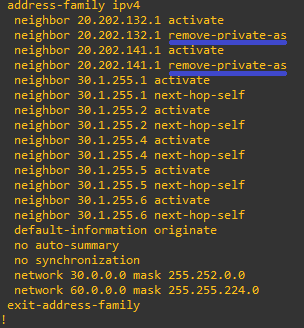 address-family ipv4
neighbor 20.202.132.1 activate
neighbor 20.202.132.1 remove-private-as
neighbor 20.202.141.1 activate
neighbor 20.202.141.1 remove-private-as
neighbor 30.1.255.1 activate
neighbor 30.1.255.1 next-hop-self
neighbor 30.1.255.2 activate
neighbor 30.1.255.2 next-hop-self
neighbor 30.1.255.4 activate
neighbor 30.1.255.4 next-hop-self
neighbor 30.1.255.5 activate
neighbor 30.1.255.5 next-hop-self
neighbor 30.1.255.6 activate
neighbor 30.1.255.6 next-hop-self
default-information originate
no auto-summary
no synchronization
network 30.0.0.0 mask 255.252.0.0
network 60.0.0.0 mask 255.255.224.0
exit-address-family
!